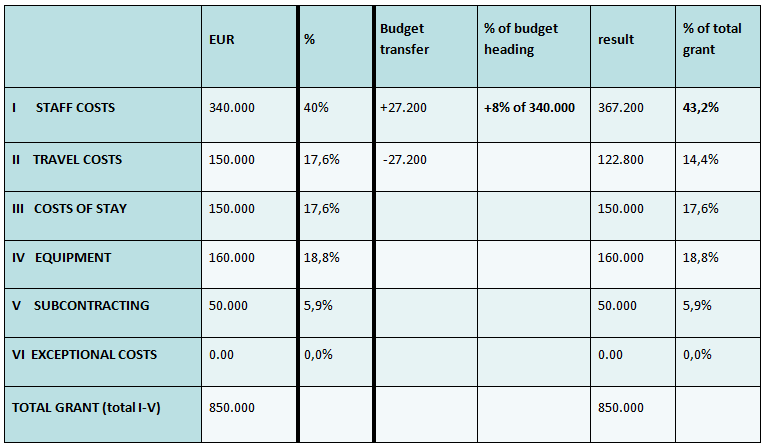 EUR % Budget transfer % of budget heading result % of total grant
I STAFF COSTS 340.000 40% +27.200 +8% of 340.000 367.200 43,2%
II TRAVEL COSTS 150.000 17,6% -27.200 122.800 14,4%
III COSTS OF STAY 150.000 17,6% 150.000 17,6%
IV EQUIPMENT 160.000 18,8% 160.000 18,8%
V SUBCONTRACTING 50.000 5,9% 50.000 5,9%
VI EXCEPTIONAL COSTS 0.00 0,0% 0.00 0,0%
TOTAL GRANT (total I-V) 850.000 850.000